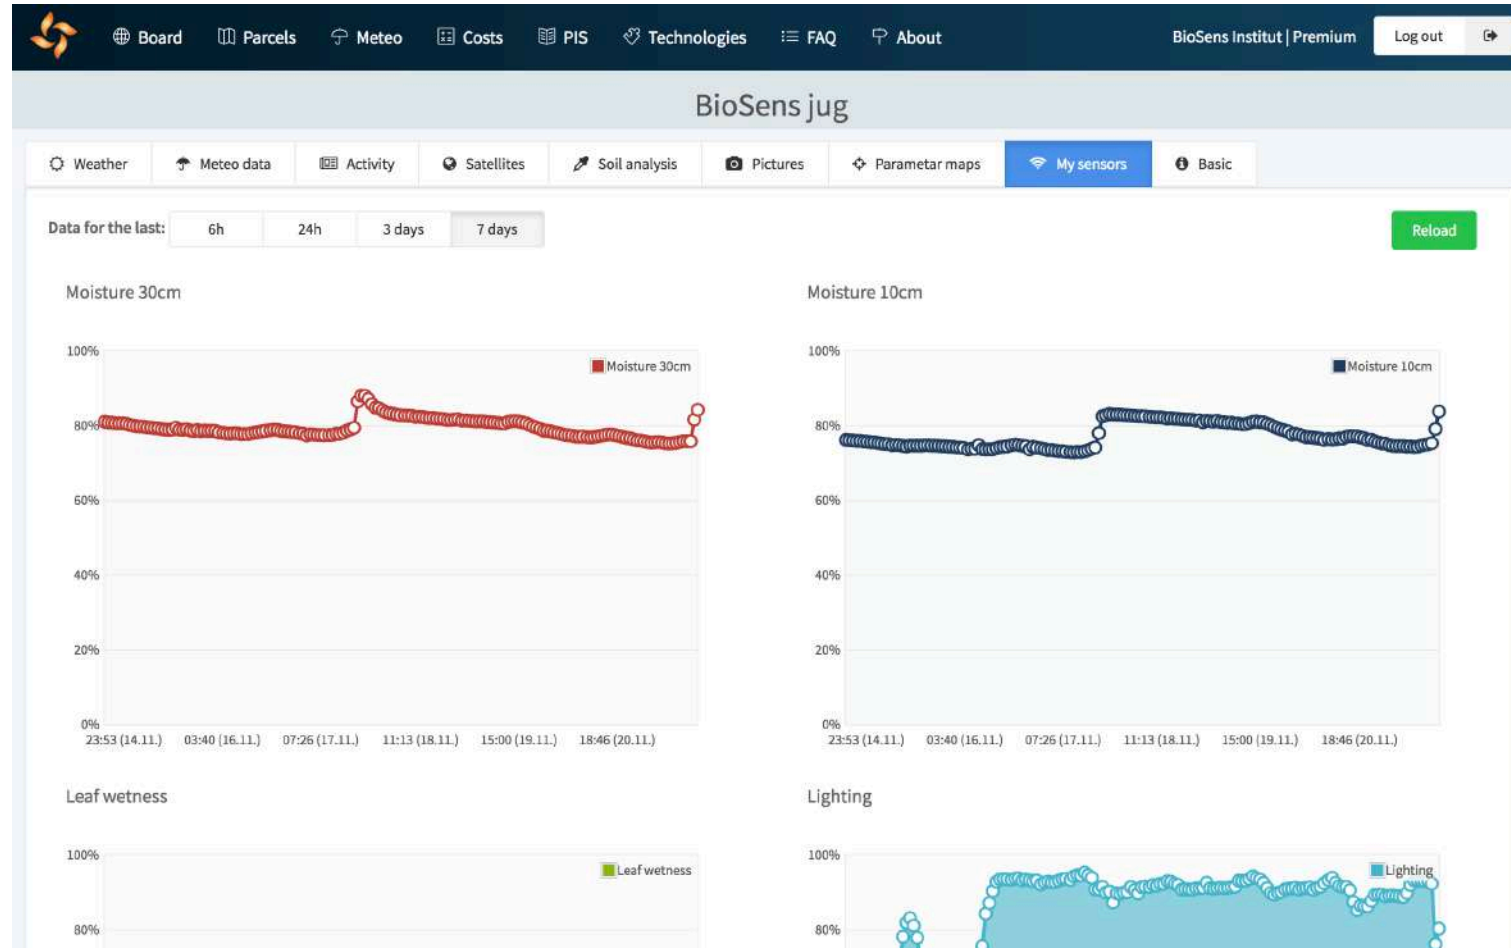 Board Parcels Meteo Costs PIS Technologies FAQ About BioSens Institut | Premium Log out
BioSens jug
Weather Meteo data Activity Satellites Soil analysis Pictures Parametar maps My sensors Basic
Data for the last: 6h 24h 3 days 7 days Reload
Moisture 30cm
100%
Moisture 30cm
80%
60%
40%
20%
0%
23:53 (14.11.) 03:40 (16.11.) 07:26 (17.11.) 11:13 (18.11.) 15:00 (19.11.) 18:46 (20.11.)
Moisture 10cm
100%
Moisture 10cm
80%
60%
40%
20%
0%
23:53 (14.11.) 03:40 (16.11.) 07:26 (17.11.) 11:13 (18.11.) 15:00 (19.11.) 18:46 (20.11.)
Leaf wetness
100%
Leaf wetness
80%
Lighting
100%
Lighting
80%